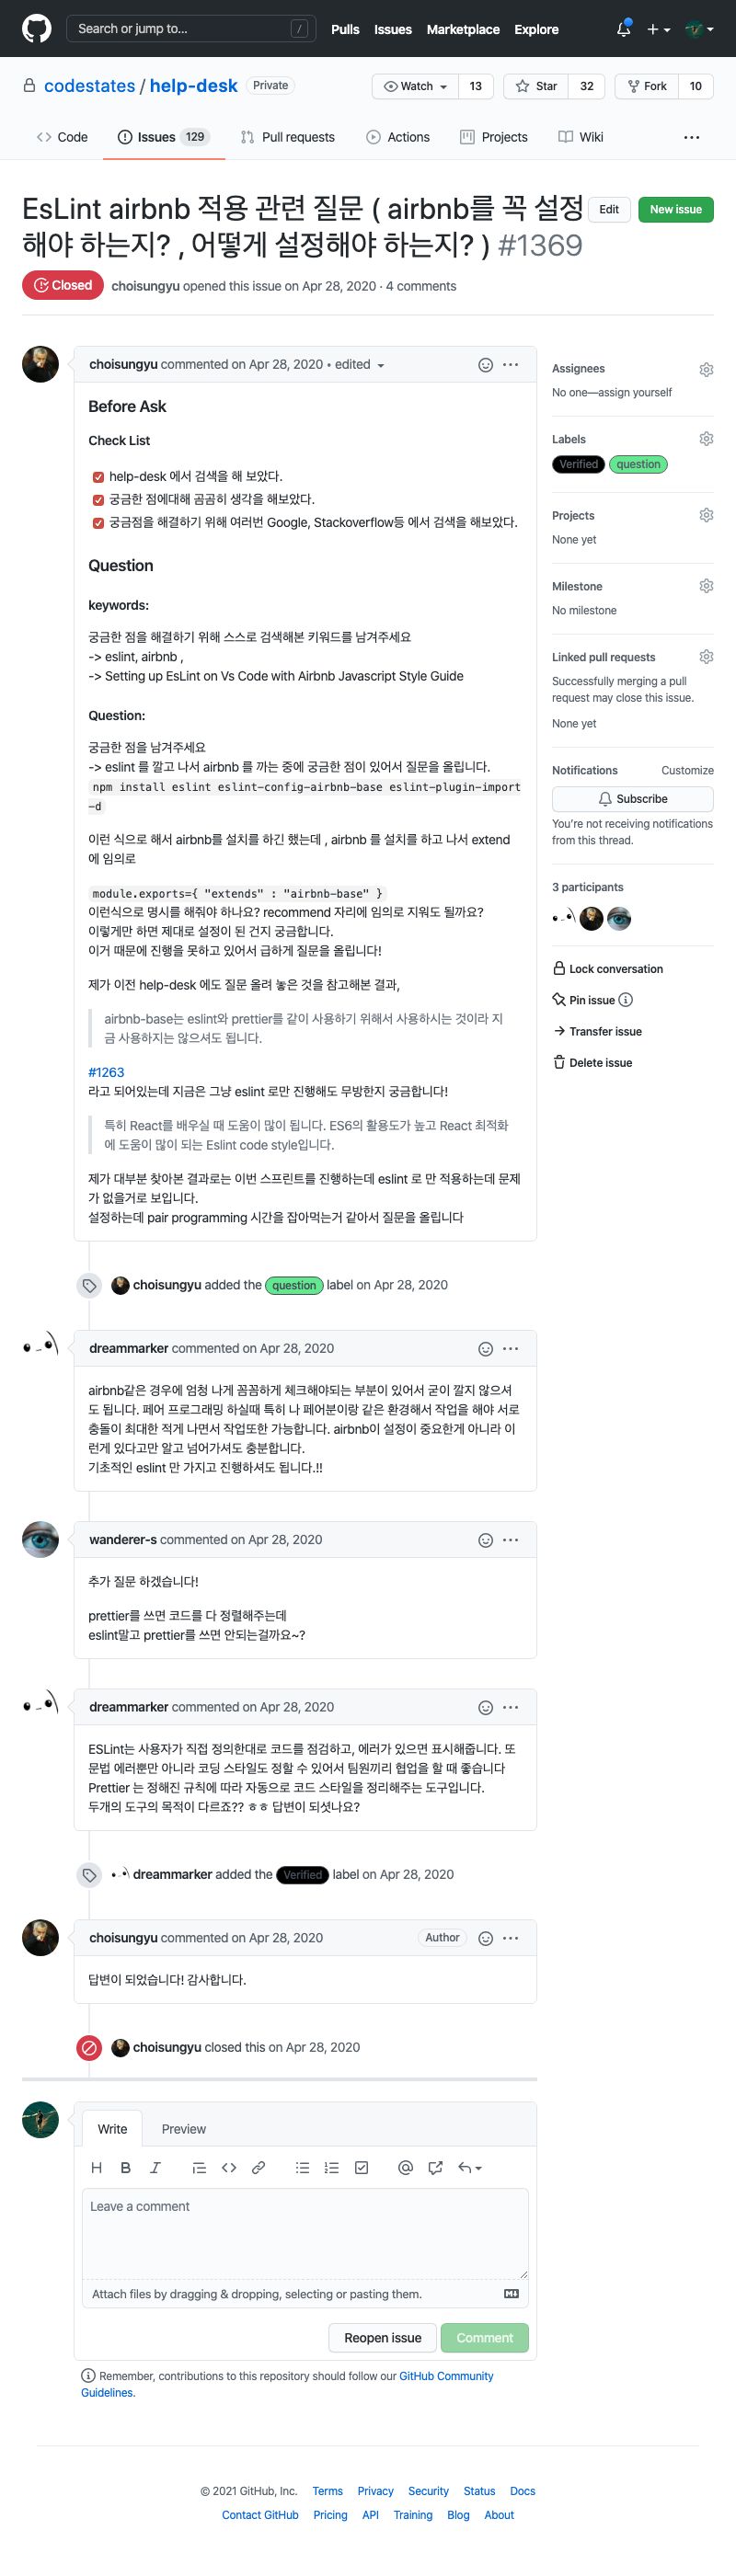 Search or jump to... /
Pulls Issues Marketplace Explore
codestates / help-desk Private
Watch 13 Star 32 Fork 10
Code Issues 129 Pull requests Actions Projects Wiki
EsLint airbnb 적용 관련 질문 ( airbnb를 꼭 설정
해야 하는지? , 어떻게 설정해야 하는지? ) #1369
Edit New issue
Closed choisungyu opened this issue on Apr 28, 2020 · 4 comments
choisungyu commented on Apr 28, 2020 • edited
Before Ask
Check List
help-desk 에서 검색을 해 보았다.
궁금한 점에대해 곰곰히 생각을 해보았다.
궁금점을 해결하기 위해 여러번 Google, Stackoverflow등 에서 검색을 해보았다.
Question
keywords:
궁금한 점을 해결하기 위해 스스로 검색해본 키워드를 남겨주세요
-> eslint, airbnb ,
-> Setting up EsLint on Vs Code with Airbnb Javascript Style Guide
Question:
궁금한 점을 남겨주세요
-> eslint 를 깔고 나서 airbnb 를 까는 중에 궁금한 점이 있어서 질문을 올립니다.
npm install eslint eslint-config-airbnb-base eslint-plugin-import
-d
이런 식으로 해서 airbnb를 설치를 하긴 했는데 , airbnb 를 설치를 하고 나서 extend
에 임의로
module.exports={ "extends" : "airbnb-base" }
이런식으로 명시를 해줘야 하나요? recommend 자리에 임의로 지워도 될까요?
이렇게만 하면 제대로 설정이 된 건지 궁금합니다.
이거 때문에 진행을 못하고 있어서 급하게 질문을 올립니다!
제가 이전 help-desk 에도 질문 올려 놓은 것을 참고해본 결과,
airbnb-base는 eslint와 prettier를 같이 사용하기 위해서 사용하시는 것이라 지
금 사용하지는 않으셔도 됩니다.
#1263
라고 되어있는데 지금은 그냥 eslint 로만 진행해도 무방한지 궁금합니다!
특히 React를 배우실 때 도움이 많이 됩니다. ES6의 활용도가 높고 React 최적화
에 도움이 많이 되는 Eslint code style입니다.
제가 대부분 찾아본 결과로는 이번 스프린트를 진행하는데 eslint 로 만 적용하는데 문제
가 없을거로 보입니다.
설정하는데 pair programming 시간을 잡아먹는거 같아서 질문을 올립니다
choisungyu added the question label on Apr 28, 2020
dreammarker commented on Apr 28, 2020
airbnb같은 경우에 엄청 나게 꼼꼼하게 체크해야되는 부분이 있어서 굳이 깔지 않으셔
도 됩니다. 페어 프로그래밍 하실때 특히 나 페어분이랑 같은 환경해서 작업을 해야 서로
충돌이 최대한 적게 나면서 작업또한 가능합니다. airbnb이 설정이 중요한게 아니라 이
런게 있다고만 알고 넘어가셔도 충분합니다.
기초적인 eslint 만 가지고 진행하셔도 됩니다.!!
wanderer-s commented on Apr 28, 2020
추가 질문 하겠습니다!
prettier를 쓰면 코드를 다 정렬해주는데
eslint말고 prettier를 쓰면 안되는걸까요~?
dreammarker commented on Apr 28, 2020
ESLint는 사용자가 직접 정의한대로 코드를 점검하고, 에러가 있으면 표시해줍니다. 또
문법 에러뿐만 아니라 코딩 스타일도 정할 수 있어서 팀원끼리 협업을 할 때 좋습니다
Prettier 는 정해진 규칙에 따라 자동으로 코드 스타일을 정리해주는 도구입니다.
두개의 도구의 목적이 다르죠?? ㅎㅎ 답변이 되셧나요?
dreammarker added the Verified label on Apr 28, 2020
choisungyu commented on Apr 28, 2020 Author
답변이 되었습니다! 감사합니다.
choisungyu closed this on Apr 28, 2020
Write Preview
Leave a comment
Attach files by dragging & dropping, selecting or pasting them.
Reopen issue Comment
Remember, contributions to this repository should follow our GitHub Community
Guidelines.
Assignees
No one—assign yourself
Labels
Verified question
Projects
None yet
Milestone
No milestone
Linked pull requests
Successfully merging a pull
request may close this issue.
None yet
Notifications Customize
Subscribe
You're not receiving notifications
from this thread.
3 participants
Lock conversation
Pin issue
Transfer issue
Delete issue
© 2021 GitHub, Inc. Terms Privacy Security Status Docs
Contact GitHub Pricing API Training Blog About